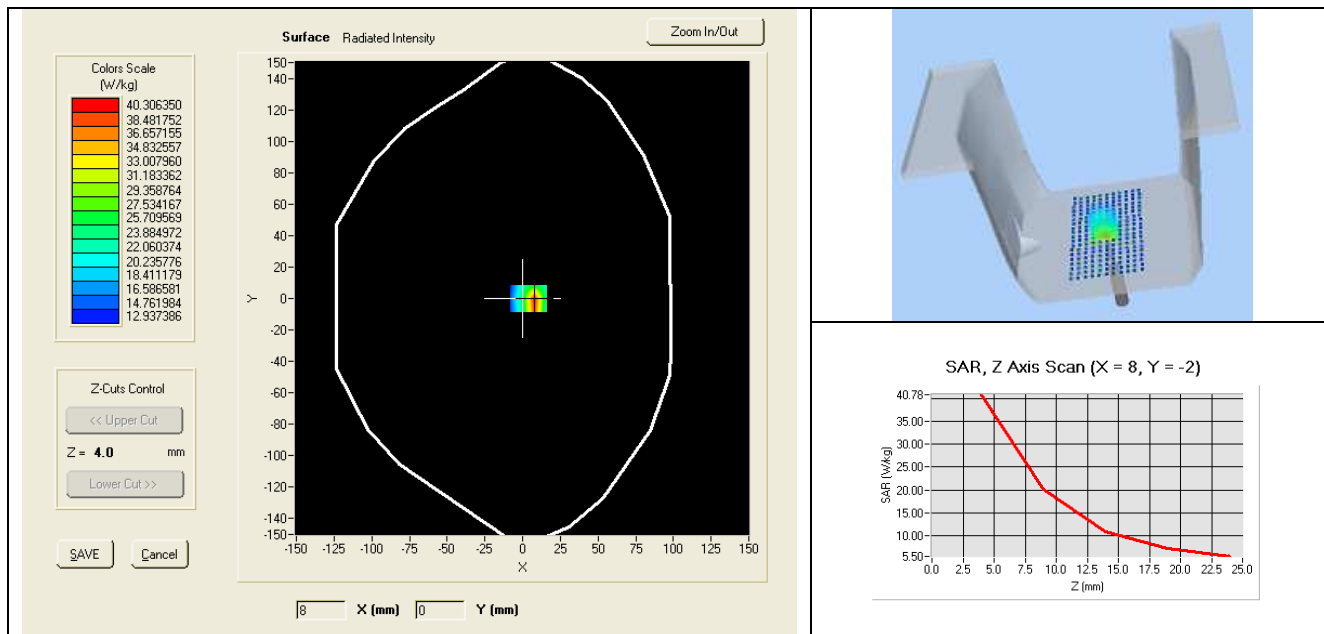 Surface Radiated Intensity
Zoom In/Out
Colors Scale
(W/kg)
40.306350
38.481752
36.657155
34.832557
33.007960
31.183362
29.358764
27.534167
25.709569
23.884972
22.060374
20.235776
18.411179
16.586581
14.761984
12.937386
Z-Cuts Control
<< Upper Cut
Z = 4.0 mm
Lower Cut >>
SAVE Cancel
Y
150
140
120
100
80
60
40
20
0
-20
-40
-60
-80
-100
-120
-140
-150
-150 -125 -100 -75 -50 -25 0 25 50 75 100 125 150
X
8 X (mm) 0 Y (mm)
SAR, Z Axis Scan (X = 8, Y = -2)
SAR (W/kg)
40.78
35.00
30.00
25.00
20.00
15.00
10.00
5.50
0.0 2.5 5.0 7.5 10.0 12.5 15.0 17.5 20.0 22.5 25.0
Z (mm)